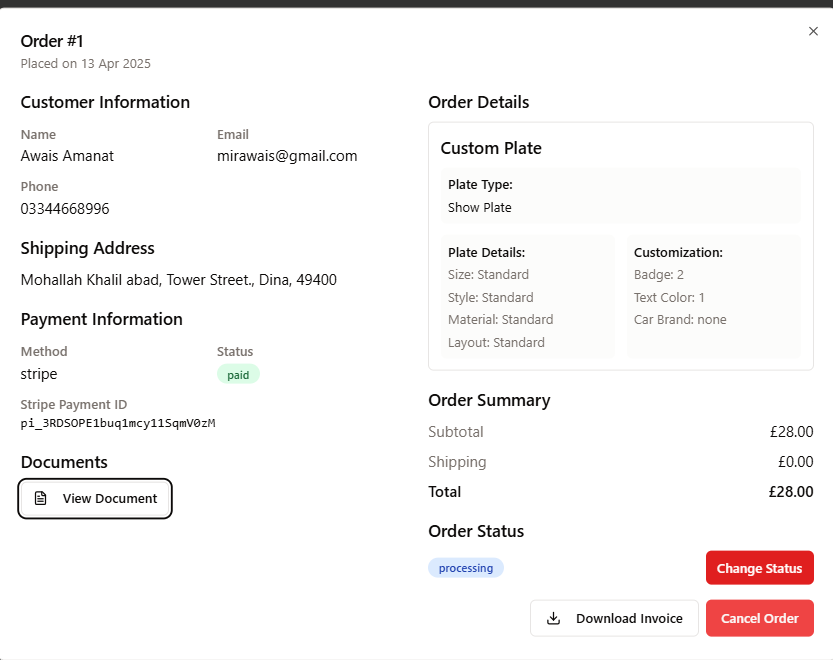 Order #1
Placed on 13 Apr 2025
Customer Information
Name Email
Awais Amanat mirawais@gmail.com
Phone
03344668996
Shipping Address
Mohallah Khalil abad, Tower Street., Dina, 49400
Payment Information
Method Status
stripe paid
Stripe Payment ID
pi_3RDSOPE1buq1mcy11SqmV0zM
Documents
View Document
Order Details
Custom Plate
Plate Type:
Show Plate
Plate Details:
Size: Standard
Style: Standard
Material: Standard
Layout: Standard
Customization:
Badge: 2
Text Color: 1
Car Brand: none
Order Summary
Subtotal £28.00
Shipping £0.00
Total £28.00
Order Status
processing Change Status
Download Invoice Cancel Order